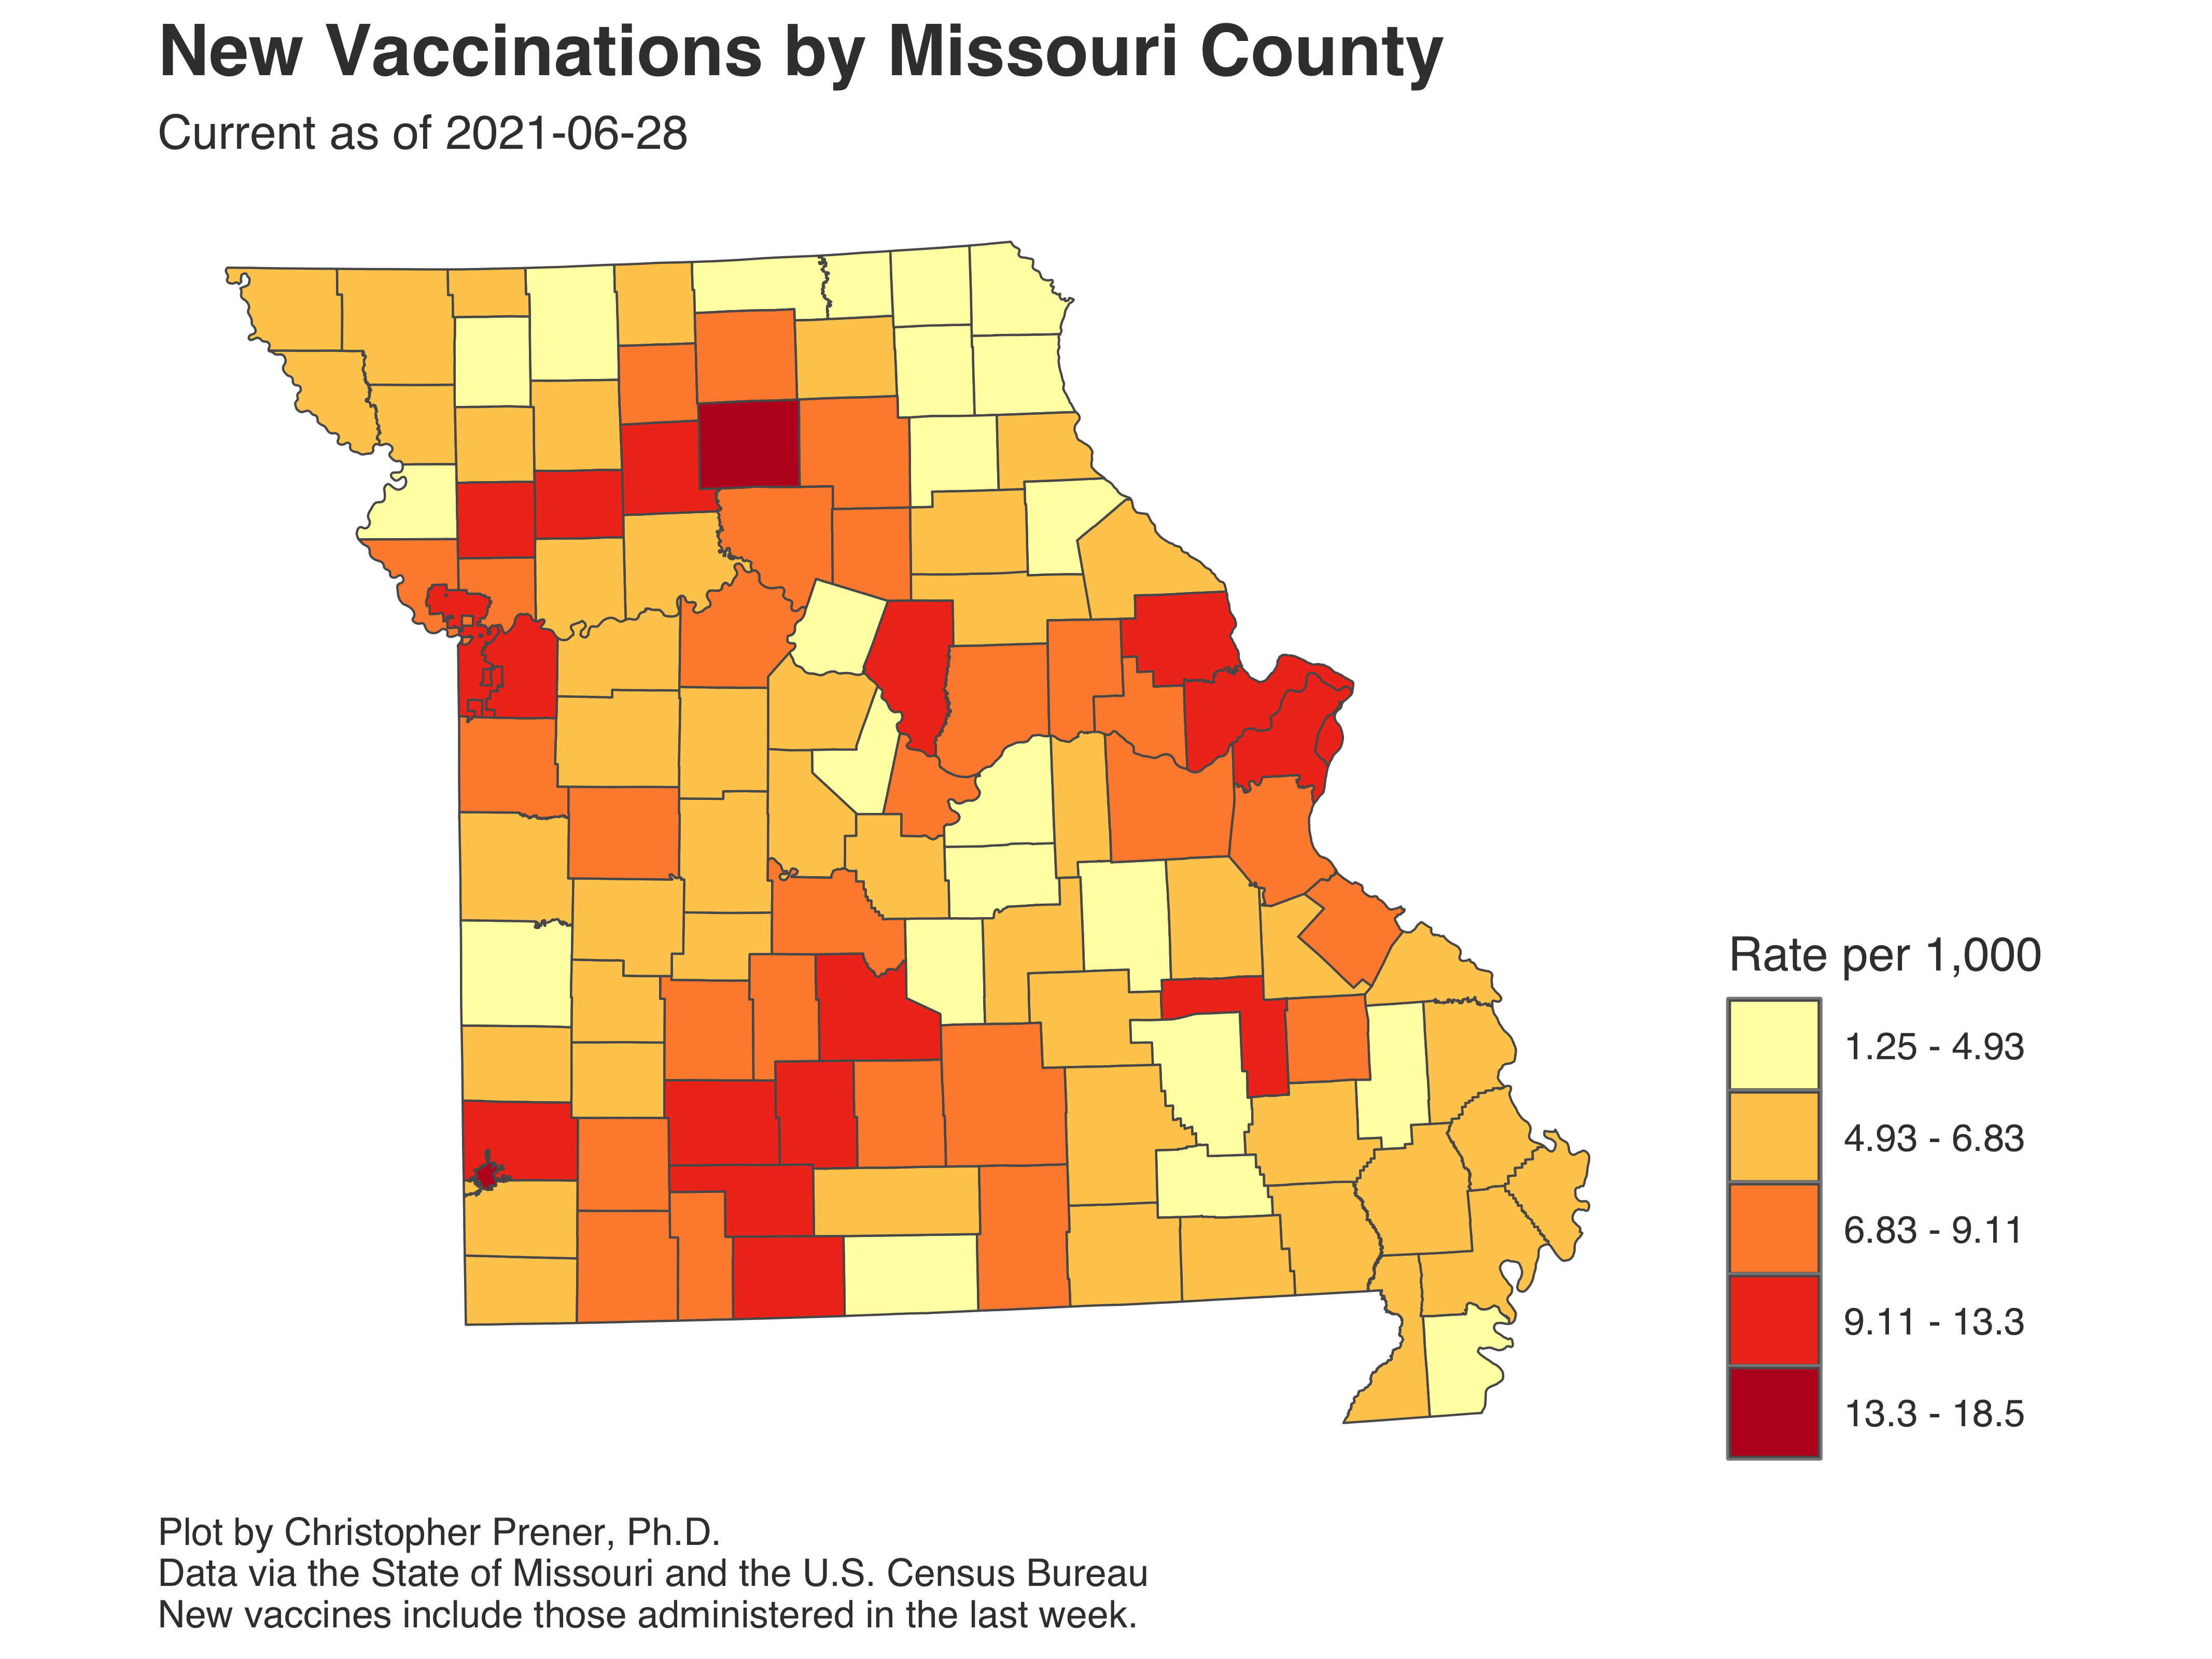 New Vaccinations by Missouri County
Current as of 2021-06-28
Rate per 1,000
1.25 - 4.93
4.93 - 6.83
6.83 - 9.11
9.11 - 13.3
13.3 - 18.5
Plot by Christopher Prener, Ph.D.
Data via the State of Missouri and the U.S. Census Bureau
New vaccines include those administered in the last week.